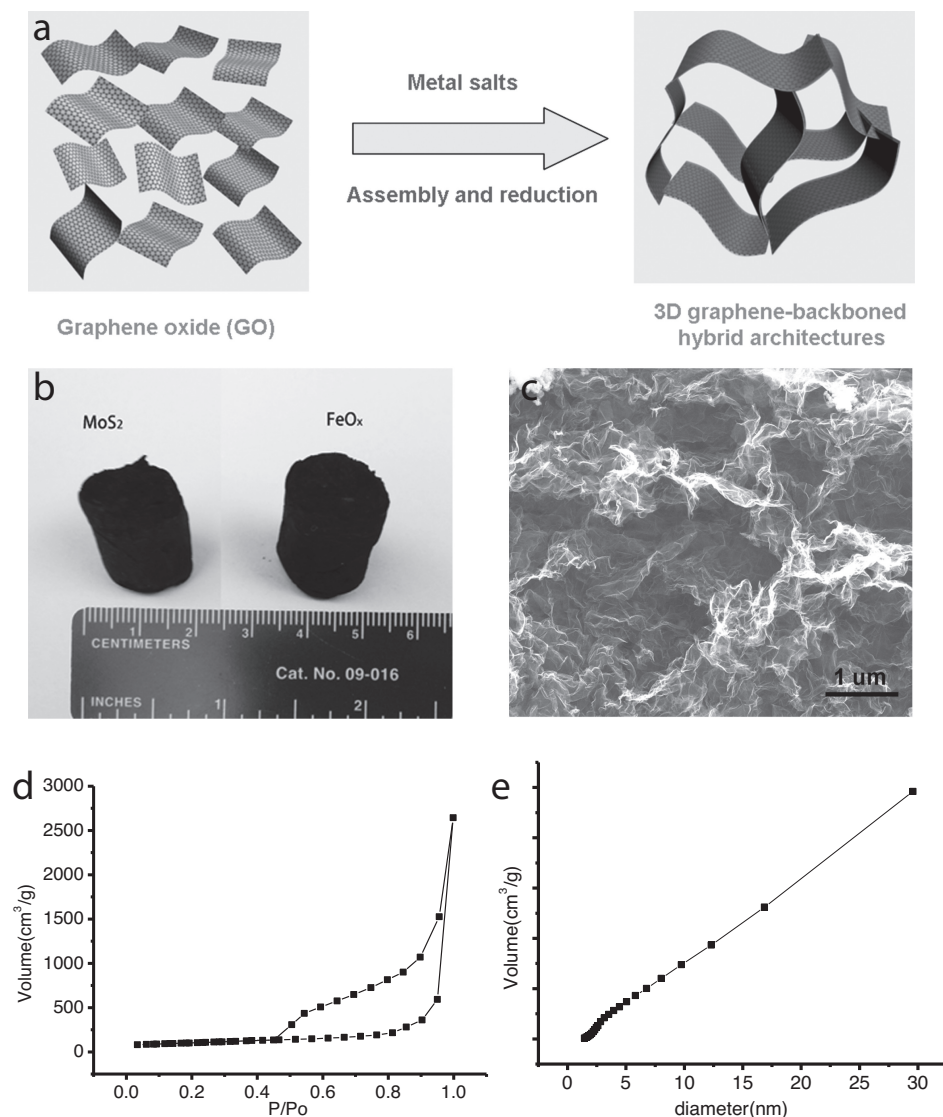 a
Metal salts
Assembly and reduction
Graphene oxide (GO)
3D graphene-backboned
hybrid architectures
b
MoS2
FeOx
1 2 3 4 5 6
CENTIMETERS
Cat. No. 09-016
INCHES 1 2
c
1 um
d
Volume(cm³/g)
3000
2500
2000
1500
1000
500
0
0.0 0.2 0.4 0.6 0.8 1.0
P/Po
e
Volume(cm³/g)
0 5 10 15 20 25 30
diameter(nm)